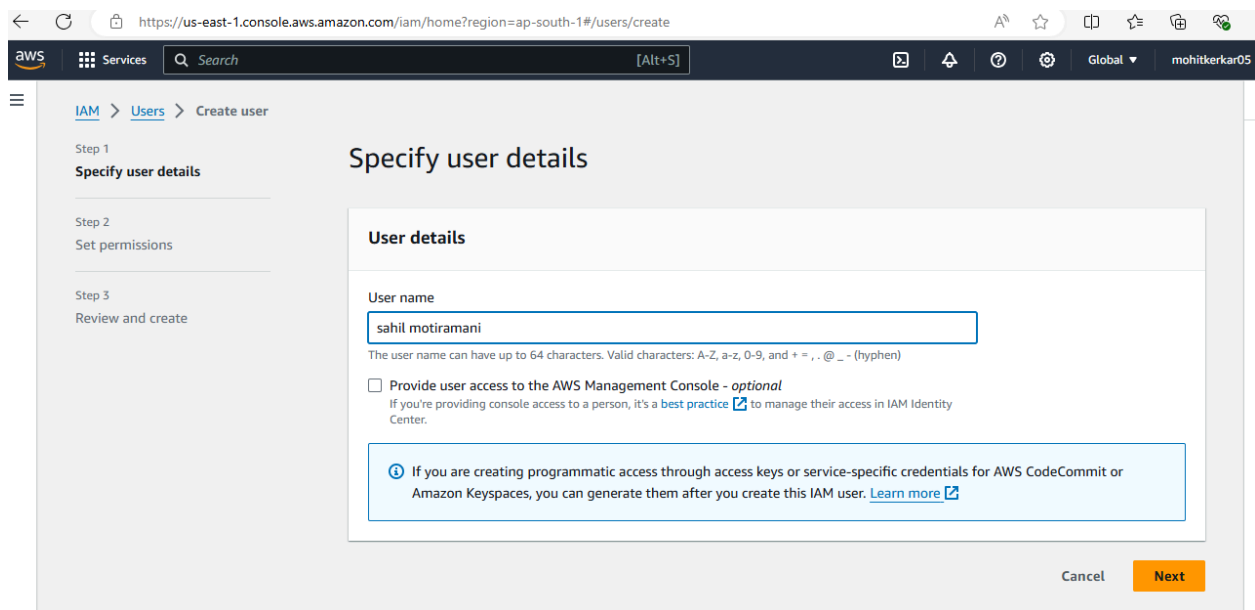 https://us-east-1.console.aws.amazon.com/iam/home?region=ap-south-1#/users/create
aws
Services
Search
[Alt+S]
Global
mohitkerkar05
IAM > Users > Create user
Step 1
Specify user details
Step 2
Set permissions
Step 3
Review and create
Specify user details
User details
User name
sahil motiramani
The user name can have up to 64 characters. Valid characters: A-Z, a-z, 0-9, and + = , . @ _ - (hyphen)
Provide user access to the AWS Management Console - optional
If you're providing console access to a person, it's a best practice to manage their access in IAM Identity
Center.
If you are creating programmatic access through access keys or service-specific credentials for AWS CodeCommit or
Amazon Keyspaces, you can generate them after you create this IAM user. Learn more
Cancel
Next